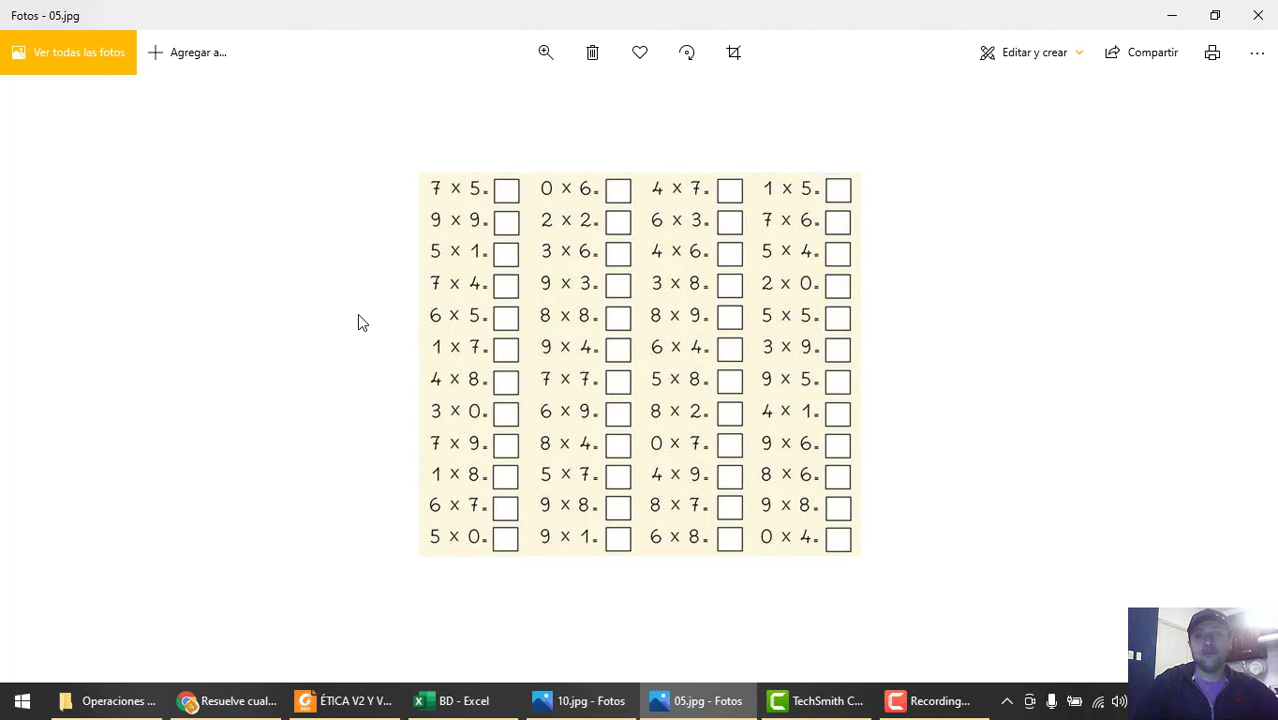 Fotos - 05.jpg
Ver todas las fotos
Agregar a...
Editar y crear
Compartir
7 x 5= 0 x 6= 4 x 7= 1 x 5=
9 x 9= 2 x 2= 6 x 3= 7 x 6=
5 x 1= 3 x 6= 4 x 6= 5 x 4=
7 x 4= 9 x 3= 3 x 8= 2 x 0=
6 x 5= 8 x 8= 8 x 9= 5 x 5=
1 x 7= 9 x 4= 6 x 4= 3 x 9=
4 x 8= 7 x 7= 5 x 8= 9 x 5=
3 x 0= 6 x 9= 8 x 2= 4 x 1=
7 x 9= 8 x 4= 0 x 7= 9 x 6=
1 x 8= 5 x 7= 4 x 9= 8 x 6=
6 x 7= 9 x 8= 8 x 7= 9 x 8=
5 x 0= 9 x 1= 6 x 8= 0 x 4=
Operaciones ...
Resuelve cual...
ÉTICA V2 Y V...
BD - Excel
10.jpg - Fotos
05.jpg - Fotos
TechSmith C...
Recording...